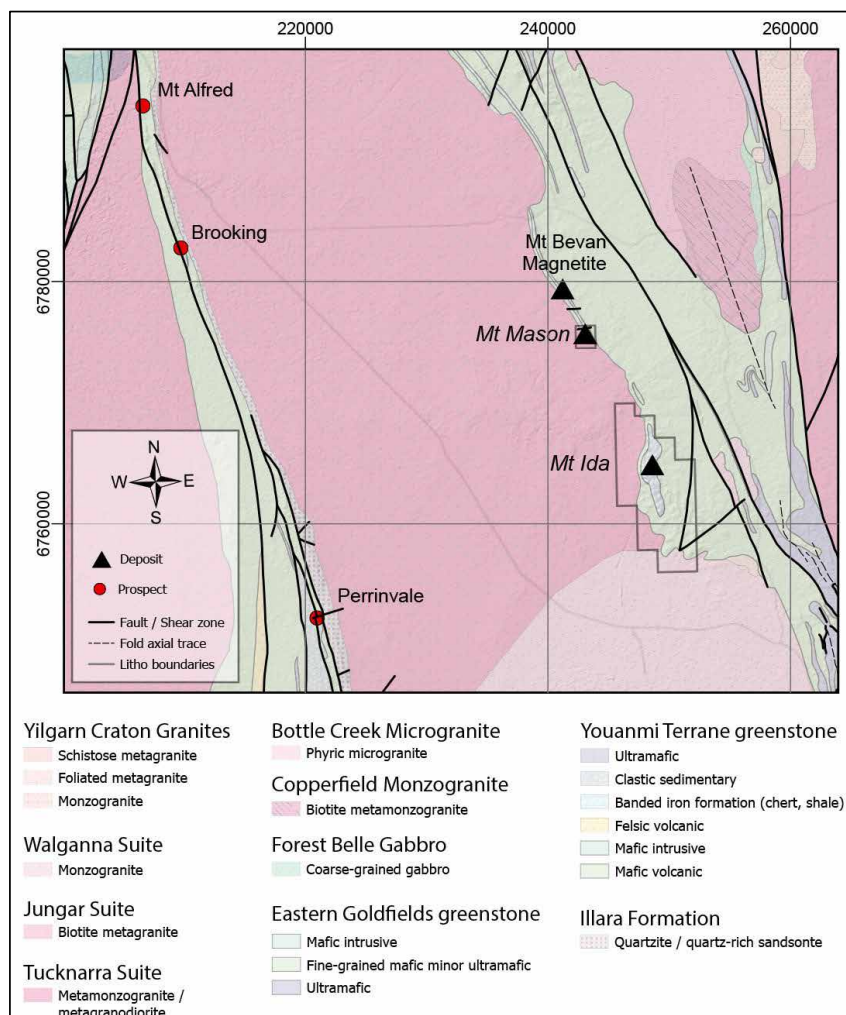 220000
240000
260000
Mt Alfred
Brooking
6780000
Mt Bevan
Magnetite
Mt Mason
Mt Ida
N
W
E
S
6760000
Deposit
Prospect
Perrinvale
Fault / Shear zone
Fold axial trace
Litho boundaries
Yilgarn Craton Granites
Schistose metagranite
Foliated metagranite
Monzogranite
Walganna Suite
Monzogranite
Jungar Suite
Biotite metagranite
Tucknarra Suite
Metamonzogranite /
metagranodiorite
Bottle Creek Microgranite
Phyric microgranite
Copperfield Monzogranite
Biotite metamonzogranite
Forest Belle Gabbro
Coarse-grained gabbro
Eastern Goldfields greenstone
Mafic intrusive
Fine-grained mafic minor ultramafic
Ultramafic
Youanmi Terrane greenstone
Ultramafic
Clastic sedimentary
Banded iron formation (chert, shale)
Felsic volcanic
Mafic intrusive
Mafic volcanic
Illara Formation
Quartzite / quartz-rich sandsonte